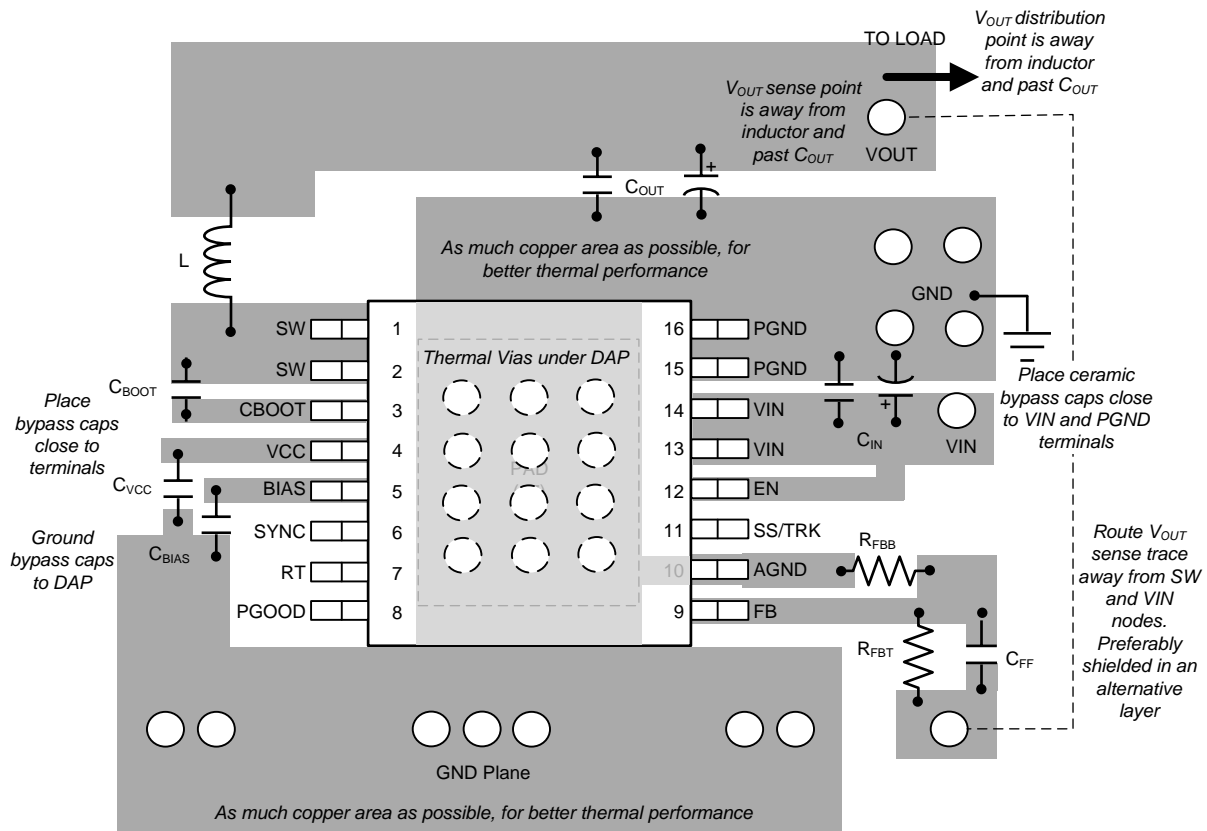 TO LOAD
VOUT distribution
point is away
from inductor
and past COUT
VOUT sense point
is away from
inductor and
past COUT
VOUT
COUT
+
L
As much copper area as possible, for
better thermal performance
GND
SW
1
16
PGND
SW
2
15
PGND
Thermal Vias under DAP
CBOOT
CBOOT
3
14
VIN
CIN
+
VIN
Place ceramic
bypass caps close
to VIN and PGND
terminals
Place
bypass caps
close to
terminals
VCC
4
13
VIN
PAD
CVCC
BIAS
5
12
EN
SYNC
6
11
SS/TRK
Ground
bypass caps
to DAP
CBIAS
RT
7
10
AGND
RFBB
PGOOD
8
9
FB
RFBT
CFF
Route VOUT
sense trace
away from SW
and VIN
nodes.
Preferably
shielded in an
alternative
layer
GND Plane
As much copper area as possible, for better thermal performance